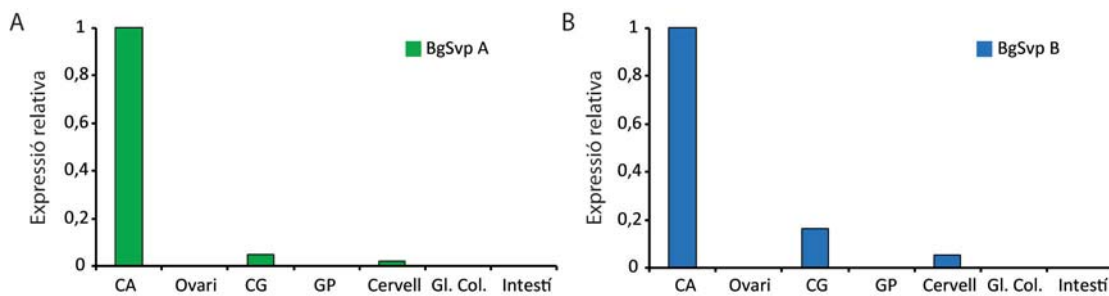 A
Expressió relativa
1
0,8
0,6
0,4
0,2
0
BgSvp A
CA Ovari CG GP Cervell Gl. Col. Intestí
B
Expressió relativa
1
0,8
0,6
0,4
0,2
0
BgSvp B
CA Ovari CG GP Cervell Gl. Col. Intestí